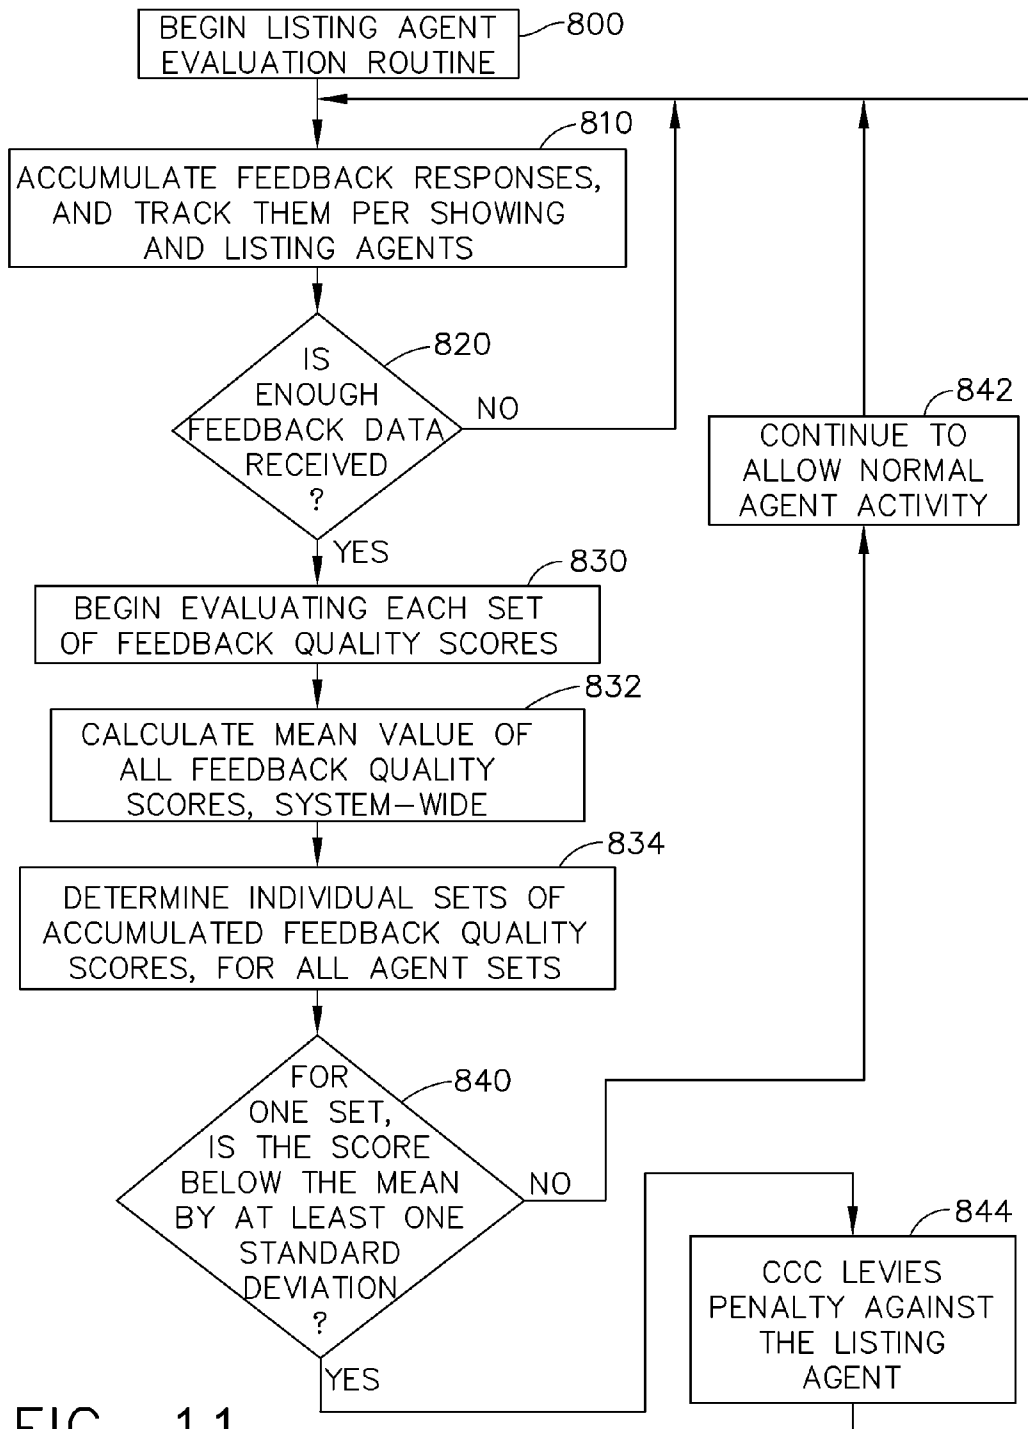 BEGIN LISTING AGENT
EVALUATION ROUTINE
800
810
ACCUMULATE FEEDBACK RESPONSES,
AND TRACK THEM PER SHOWING
AND LISTING AGENTS
820
IS
ENOUGH
FEEDBACK DATA
RECEIVED
?
NO
YES
842
CONTINUE TO
ALLOW NORMAL
AGENT ACTIVITY
830
BEGIN EVALUATING EACH SET
OF FEEDBACK QUALITY SCORES
832
CALCULATE MEAN VALUE OF
ALL FEEDBACK QUALITY
SCORES, SYSTEM-WIDE
834
DETERMINE INDIVIDUAL SETS OF
ACCUMULATED FEEDBACK QUALITY
SCORES, FOR ALL AGENT SETS
840
FOR
ONE SET,
IS THE SCORE
BELOW THE MEAN
BY AT LEAST ONE
STANDARD
DEVIATION
?
NO
YES
844
CCC LEVIES
PENALTY AGAINST
THE LISTING
AGENT
FIG. 11